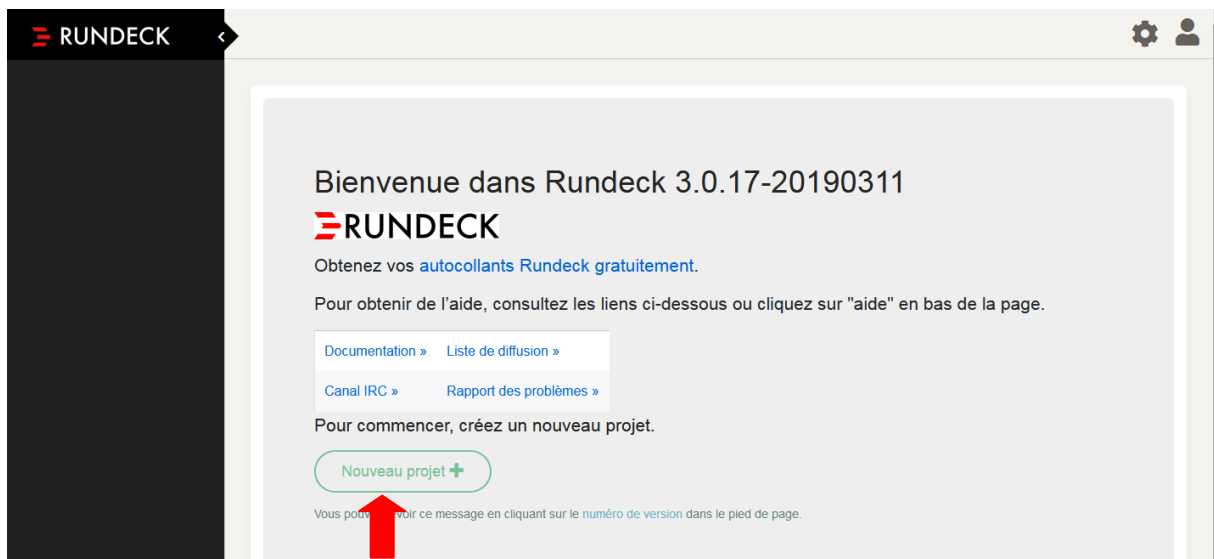 RUNDECK
Bienvenue dans Rundeck 3.0.17-20190311
RUNDECK
Obtenez vos autocollants Rundeck gratuitement.
Pour obtenir de l’aide, consultez les liens ci-dessous ou cliquez sur "aide" en bas de la page.
Documentation » Liste de diffusion »
Canal IRC » Rapport des problèmes »
Pour commencer, créez un nouveau projet.
Nouveau projet
Vous ce message en cliquant sur le numéro de version dans le pied de page.